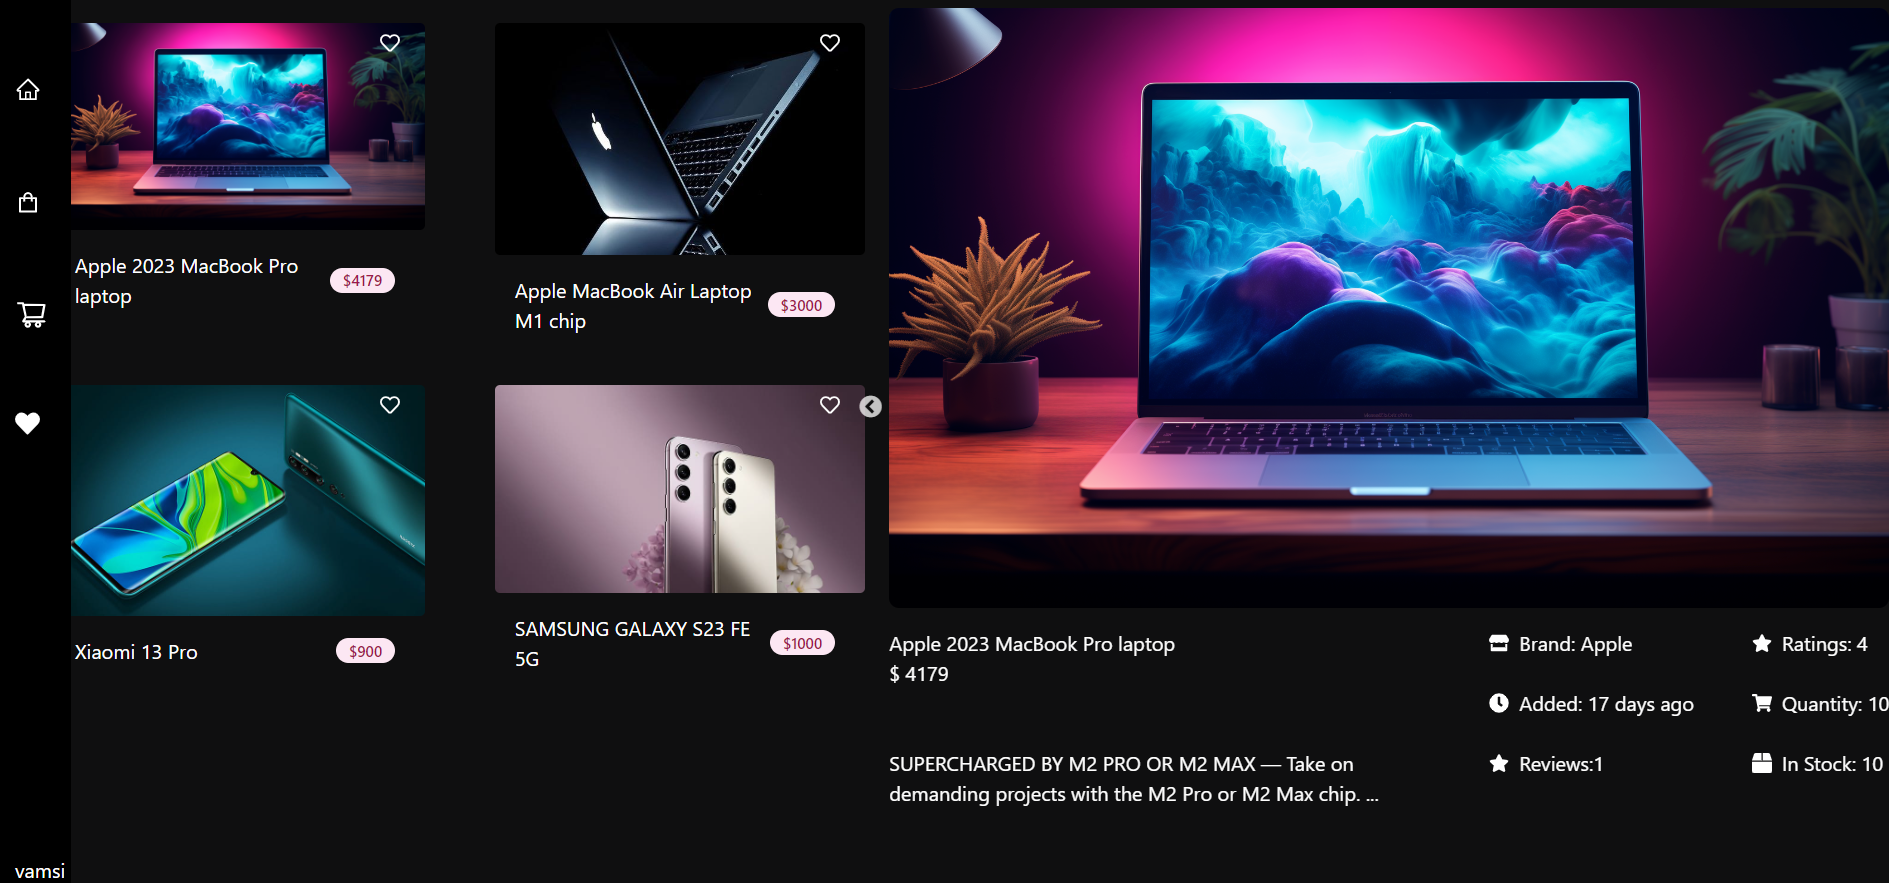 Apple 2023 MacBook Pro
laptop
$4179
Apple MacBook Air Laptop
M1 chip
$3000
Xiaomi 13 Pro
$900
SAMSUNG GALAXY S23 FE
5G
$1000
Apple 2023 MacBook Pro laptop
$ 4179
SUPERCHARGED BY M2 PRO OR M2 MAX — Take on
demanding projects with the M2 Pro or M2 Max chip. ...
Brand: Apple
Added: 17 days ago
Reviews:1
Ratings: 4
Quantity: 10
In Stock: 10
vamsi